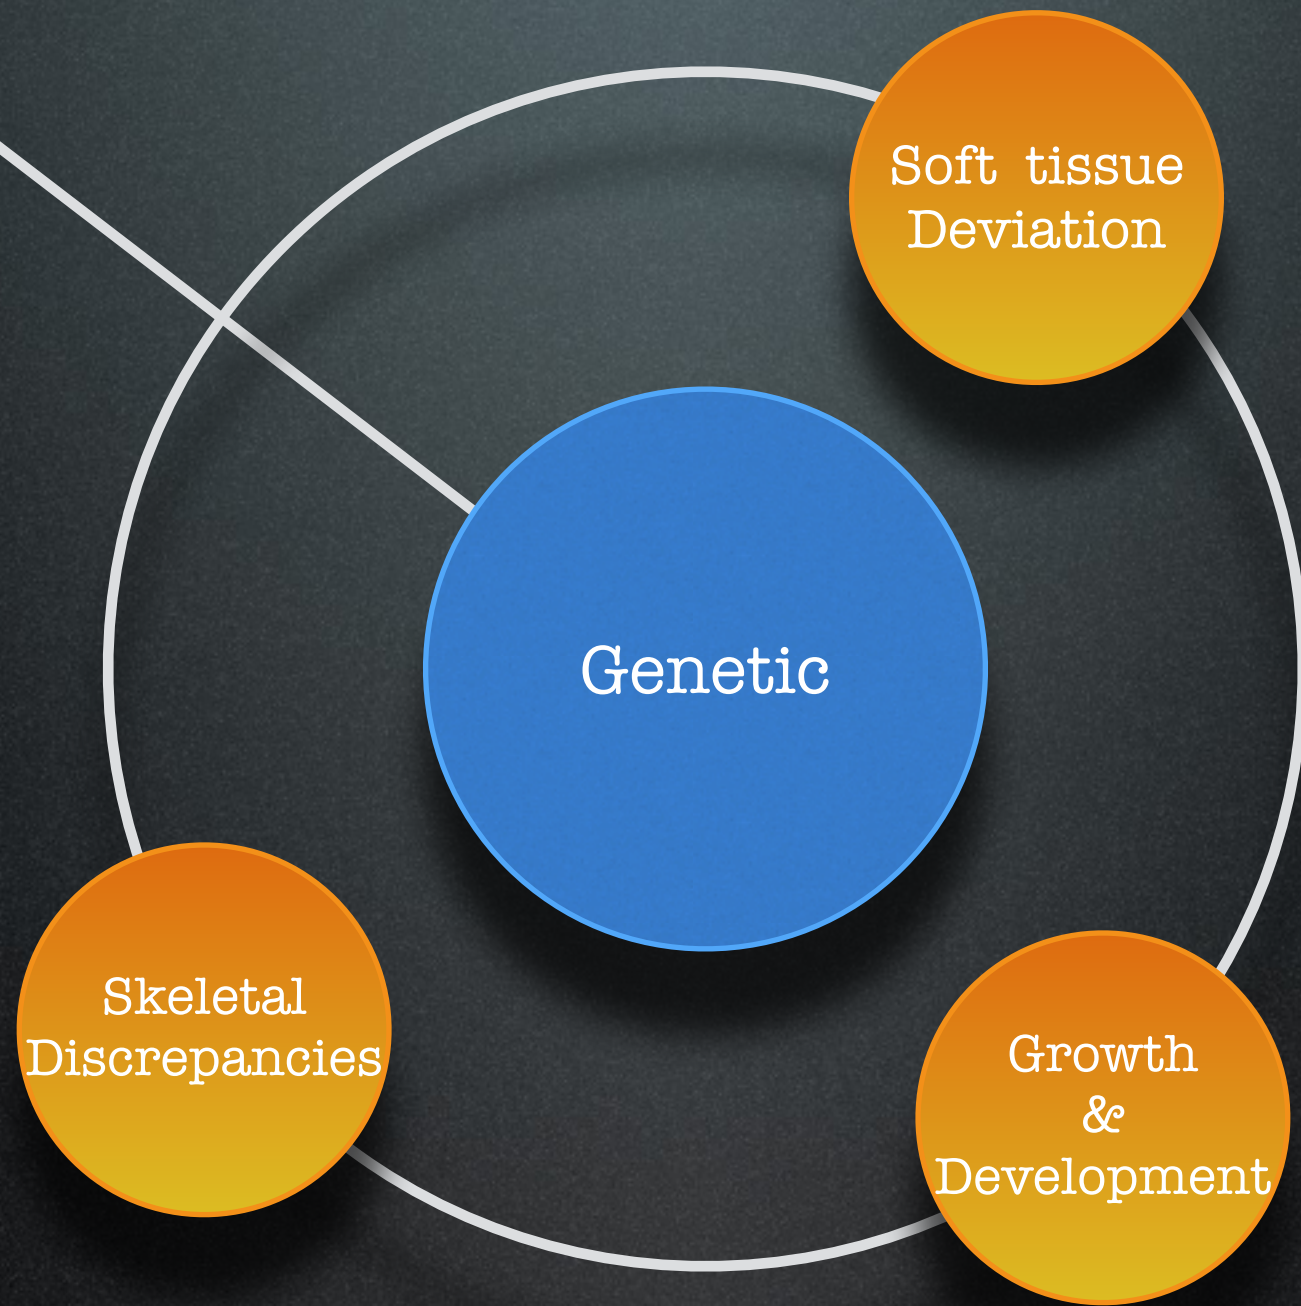 Soft tissue
Deviation
Genetic
Skeletal
Discrepancies
Growth
&
Development